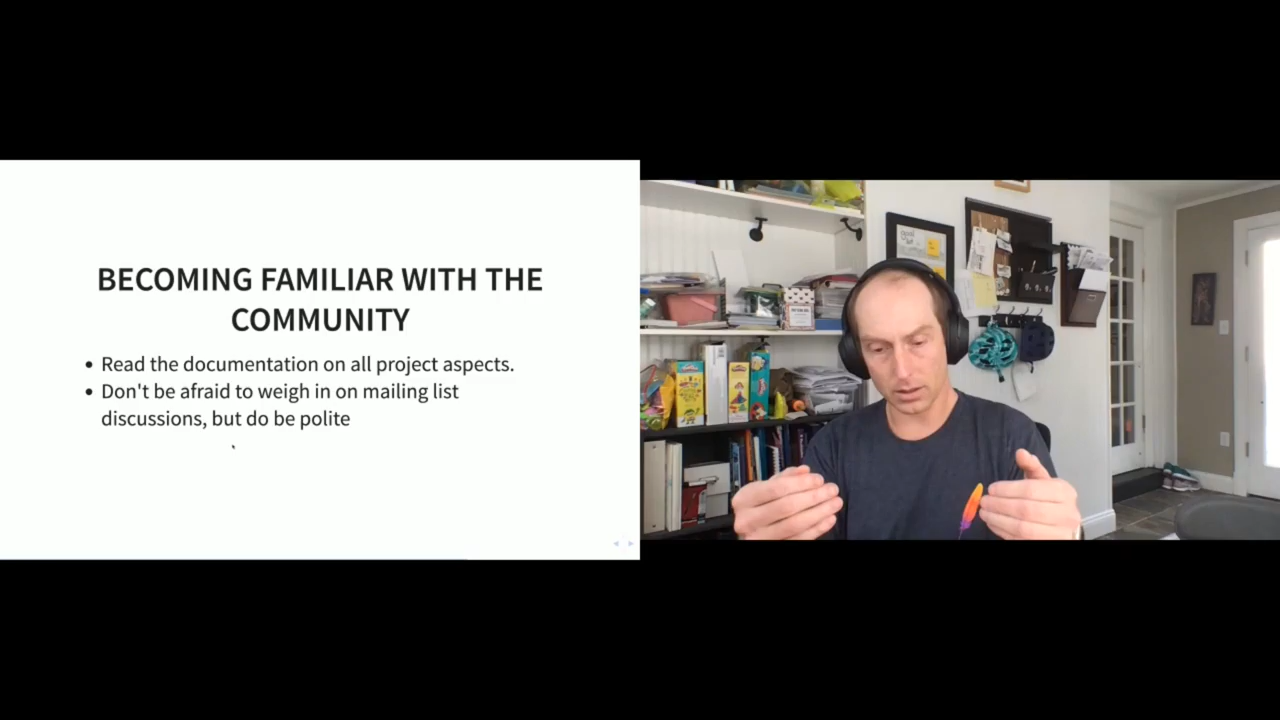 BECOMING FAMILIAR WITH THE
COMMUNITY
Read the documentation on all project aspects.
Don't be afraid to weigh in on mailing list
discussions, but do be polite